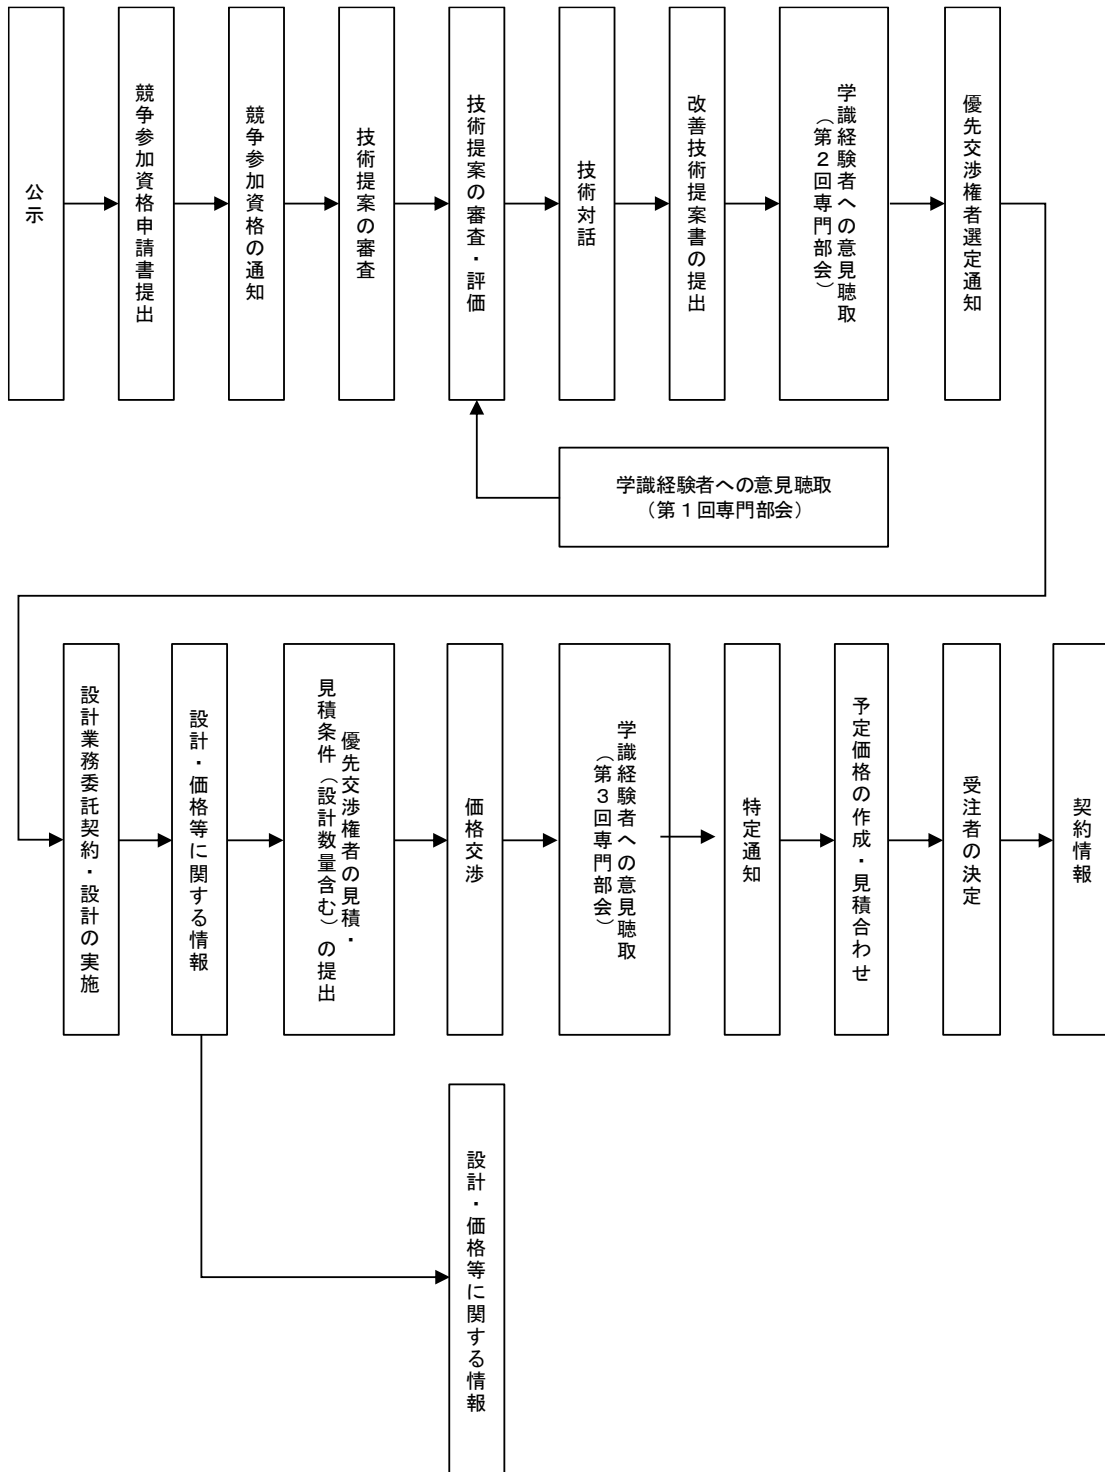 公示
競争参加資格申請書提出
競争参加資格の通知
技術提案の審査
技術提案の審査・評価
技術対話
改善技術提案書の提出
学識経験者への意見聴取
（第２回専門部会）
優先交渉権者選定通知
学識経験者への意見聴取
（第１回専門部会）
設計業務委託契約・設計の実施
設計・価格等に関する情報
優先交渉権者の見積・
見積条件（設計数量含む）の提出
価格交渉
学識経験者への意見聴取
（第３回専門部会）
特定通知
予定価格の作成・見積合わせ
受注者の決定
契約情報
設計・価格等に関する情報